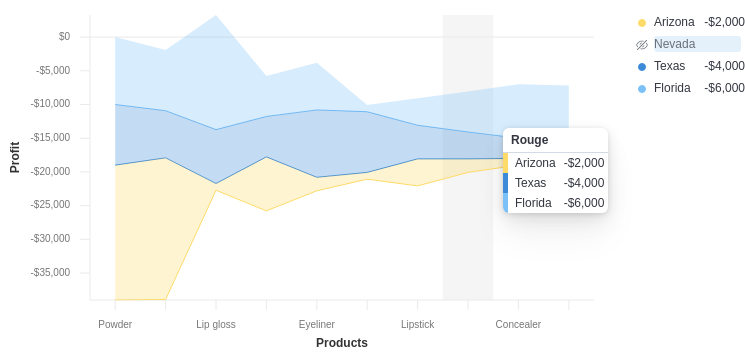 $0
-$5,000
-$10,000
-$15,000
-$20,000
-$25,000
-$30,000
-$35,000
Profit
Powder
Lip gloss
Eyeliner
Lipstick
Concealer
Products
Rouge
Arizona -$2,000
Texas -$4,000
Florida -$6,000
Arizona -$2,000
Nevada
Texas -$4,000
Florida -$6,000